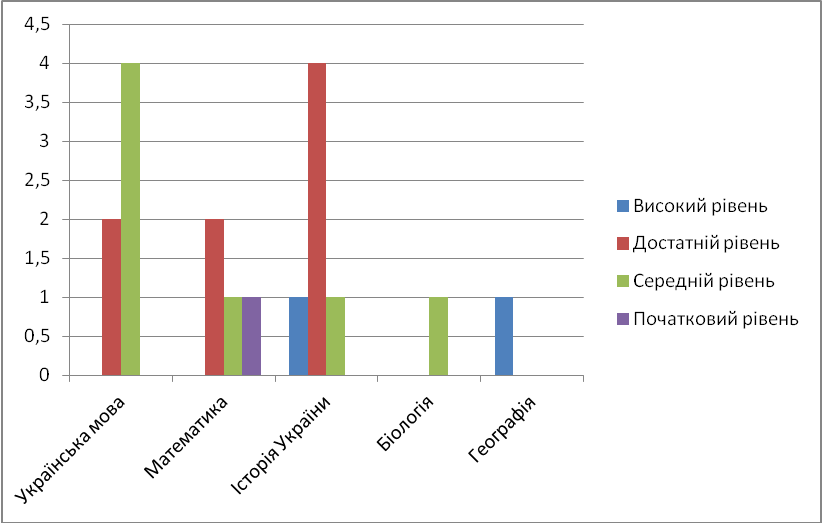 4,5
4
3,5
3
2,5
2
1,5
1
0,5
0
Українська мова
Математика
Історія України
Біологія
Географія
Високий рівень
Достатній рівень
Середній рівень
Початковий рівень